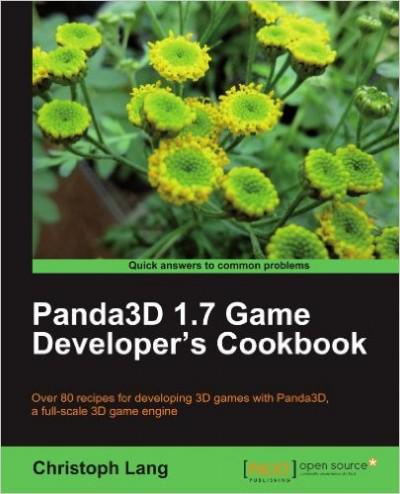 Quick answers to common problems
Panda3D 1.7 Game
Developer's Cookbook
Over 80 recipes for developing 3D games with Panda3D,
a full-scale 3D game engine
Christoph Lang
[PACKT]
PUBLISHING
open source*